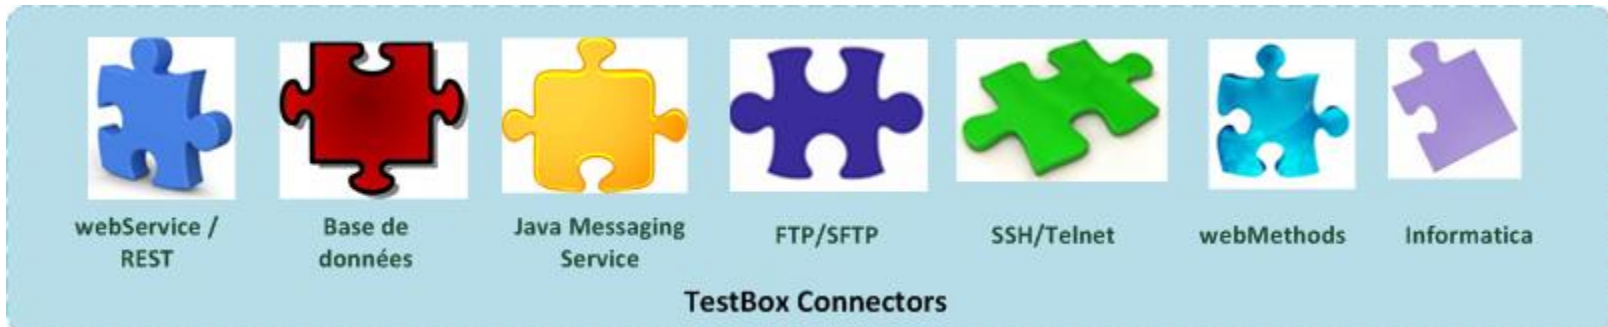 webService /
REST
Base de
données
Java Messaging
Service
FTP/SFTP
SSH/Telnet
webMethods
Informatica
TestBox Connectors